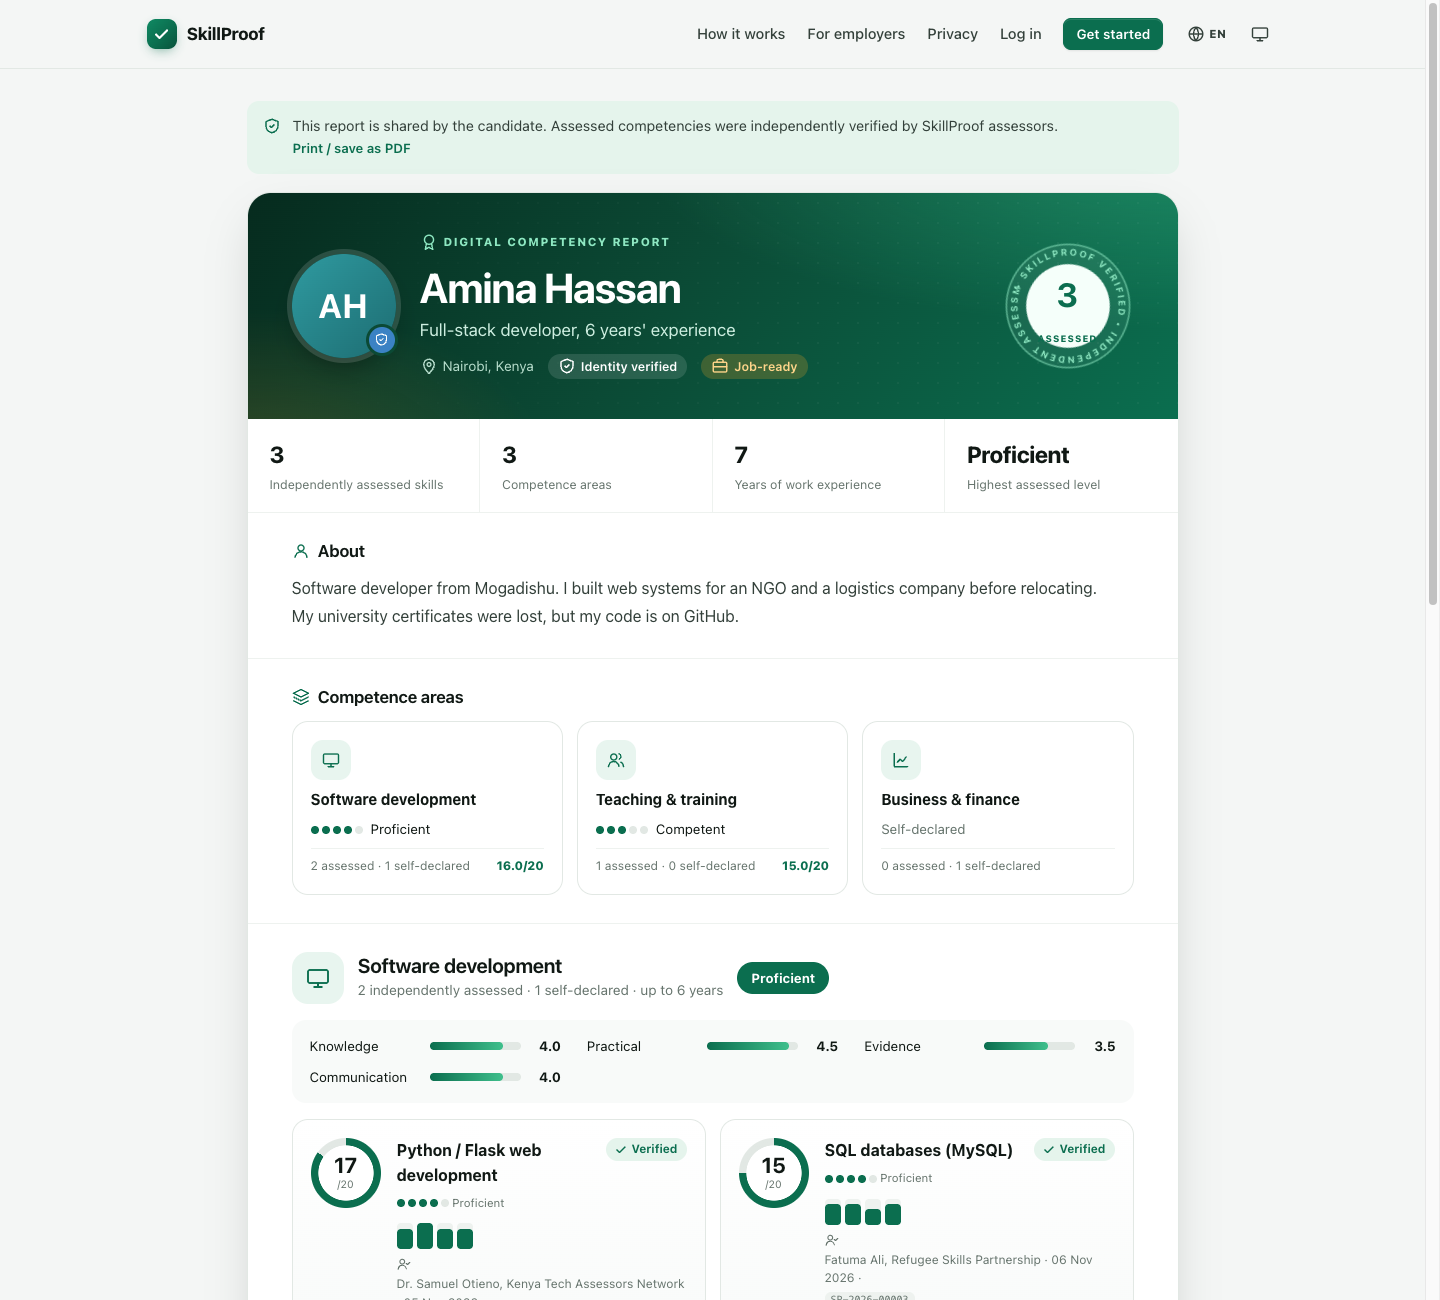 SkillProof
How it works
For employers
Privacy
Log in
Get started
EN
This report is shared by the candidate. Assessed competencies were independently verified by SkillProof assessors.
Print / save as PDF
AH
DIGITAL COMPETENCY REPORT
Amina Hassan
Full-stack developer, 6 years' experience
Nairobi, Kenya
Identity verified
Job-ready
SKILLPROOF VERIFIED • INDEPENDENT ASSESSM
3
ASSESSED
3
Independently assessed skills
3
Competence areas
7
Years of work experience
Proficient
Highest assessed level
About
Software developer from Mogadishu. I built web systems for an NGO and a logistics company before relocating.
My university certificates were lost, but my code is on GitHub.
Competence areas
Software development
Proficient
2 assessed · 1 self-declared 16.0/20
Teaching & training
Competent
1 assessed · 0 self-declared 15.0/20
Business & finance
Self-declared
0 assessed · 1 self-declared
Software development
2 independently assessed · 1 self-declared · up to 6 years
Proficient
Knowledge 4.0
Practical 4.5
Evidence 3.5
Communication 4.0
17
/20
Python / Flask web
development
Verified
Proficient
Dr. Samuel Otieno, Kenya Tech Assessors Network
15
/20
SQL databases (MySQL)
Verified
Proficient
Fatuma Ali, Refugee Skills Partnership · 06 Nov
2026 ·
SP-2026-00003